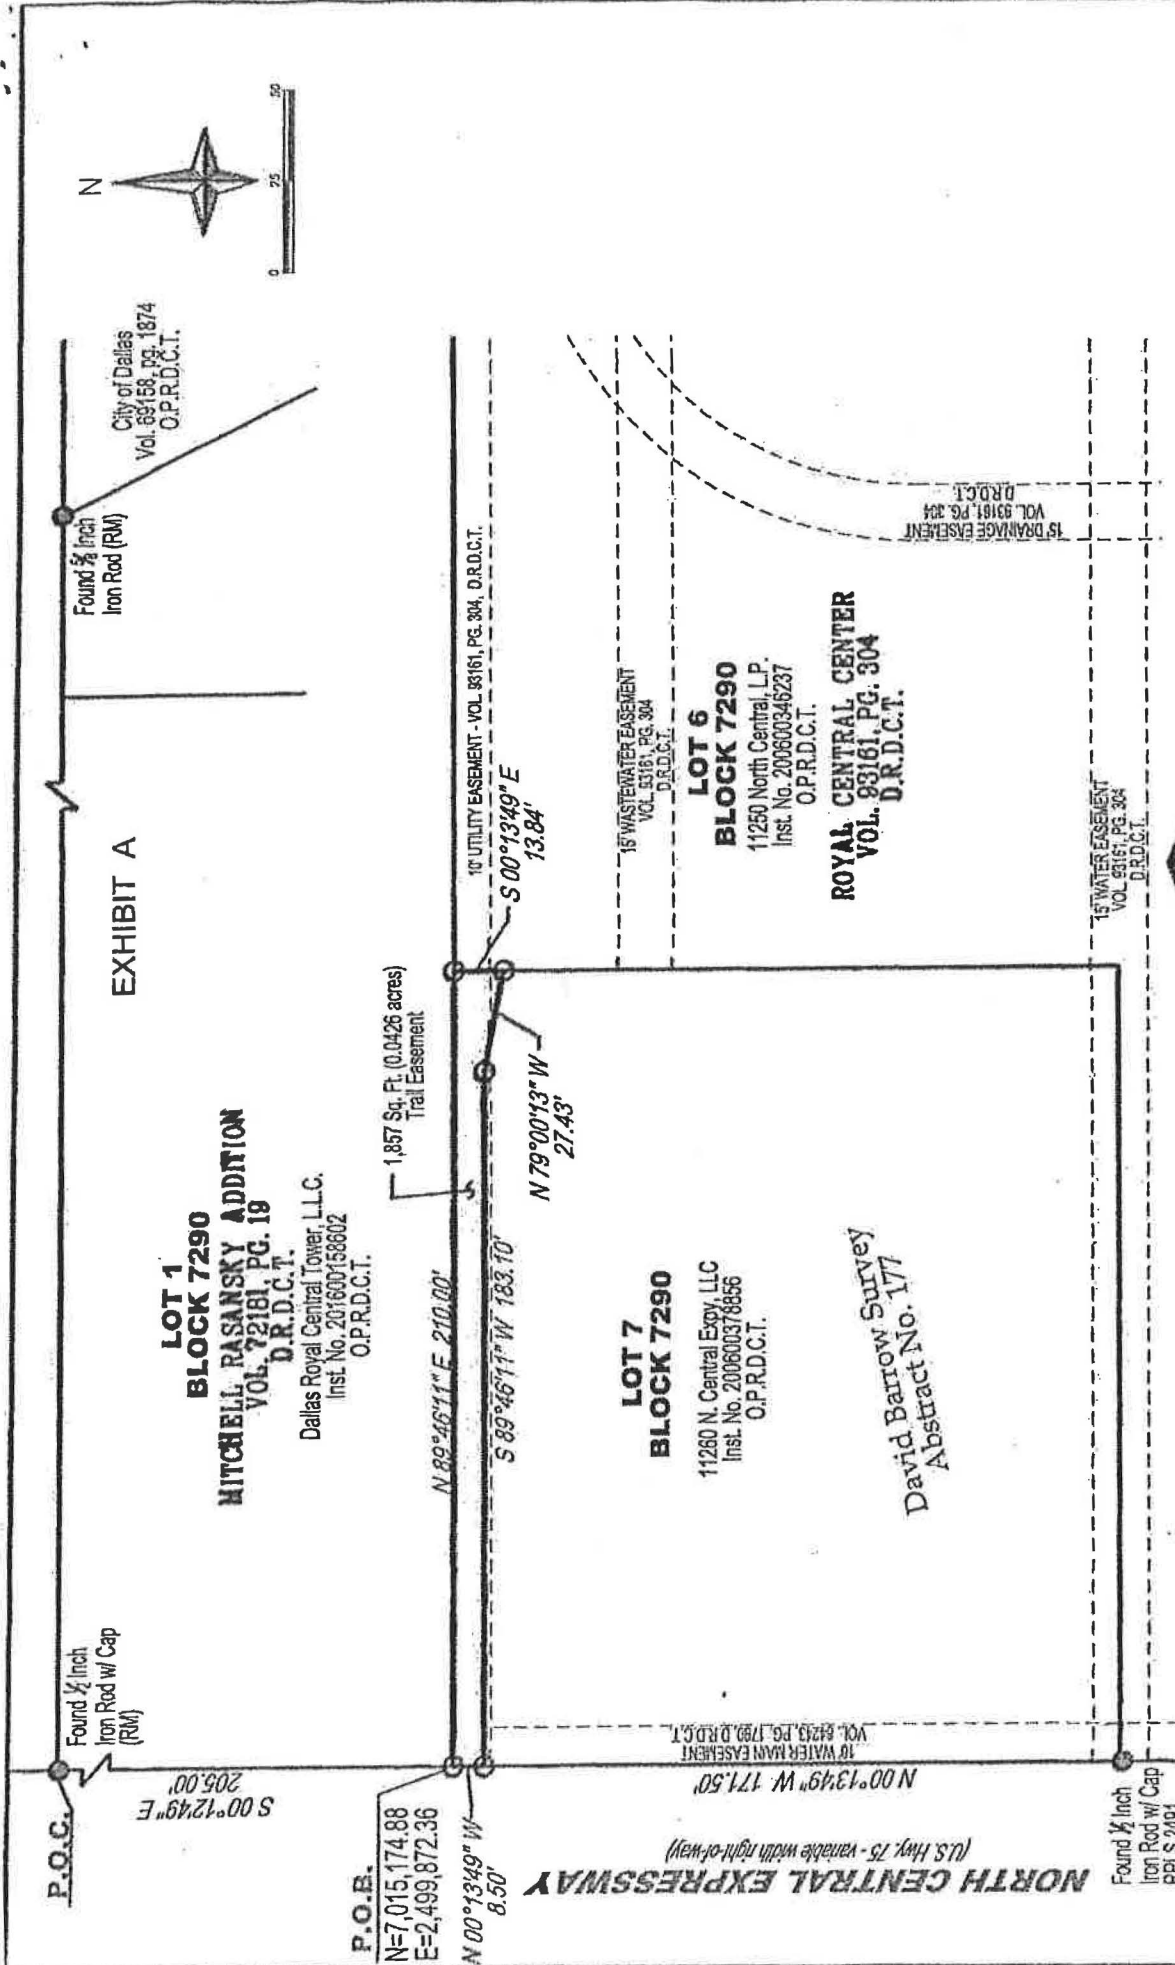 EXHIBIT A
N
0
25
50
P.O.C.
Found ½ Inch
Iron Rod w/ Cap
(RM)
Found ⅝ Inch
Iron Rod (RM)
City of Dallas
Vol. 69158, pg. 1874
O.P.R.D.C.T.
S 00°12'49" E
205.00'
LOT 1
BLOCK 7290
MITCHELL RASANSKY ADDITION
VOL. 72181, PG. 19
D.R.D.C.T.
Dallas Royal Central Tower, L.L.C.
Inst. No. 201600158602
O.P.R.D.C.T.
1,857 Sq. Ft. (0.0426 acres)
Trail Easement
P.O.B.
N=7,015,174.88
E=2,499,872.36
N 00°13'49" W
8.50'
N 89°46'11" E 210.00'
S 89°46'11" W 183.10'
10' UTILITY EASEMENT - VOL. 93161, PG. 304, D.R.D.C.T.
S 00°13'49" E
13.84'
N 79°00'13" W
27.43'
15' WASTEWATER EASEMENT
VOL. 93161, PG. 304
D.R.D.C.T.
LOT 7
BLOCK 7290
11260 N. Central Expy, LLC
Inst. No. 200600378856
O.P.R.D.C.T.
LOT 6
BLOCK 7290
11250 North Central, L.P.
Inst. No. 200600346237
O.P.R.D.C.T.
ROYAL CENTRAL CENTER
VOL. 93161, PG. 304
D.R.D.C.T.
15' DRAINAGE EASEMENT
VOL. 93161, PG. 304
D.R.D.C.T.
David Barrow Survey
Abstract No. 177
10' WATER MAIN EASEMENT
VOL. 84213, PG. 1799, D.R.D.C.T.
N 00°13'49" W 171.50'
NORTH CENTRAL EXPRESSWAY
(U.S. Hwy. 75 - variable width right-of-way)
15' WATER EASEMENT
VOL. 93161, PG. 304
D.R.D.C.T.
Found ½ Inch
Iron Rod w/ Cap